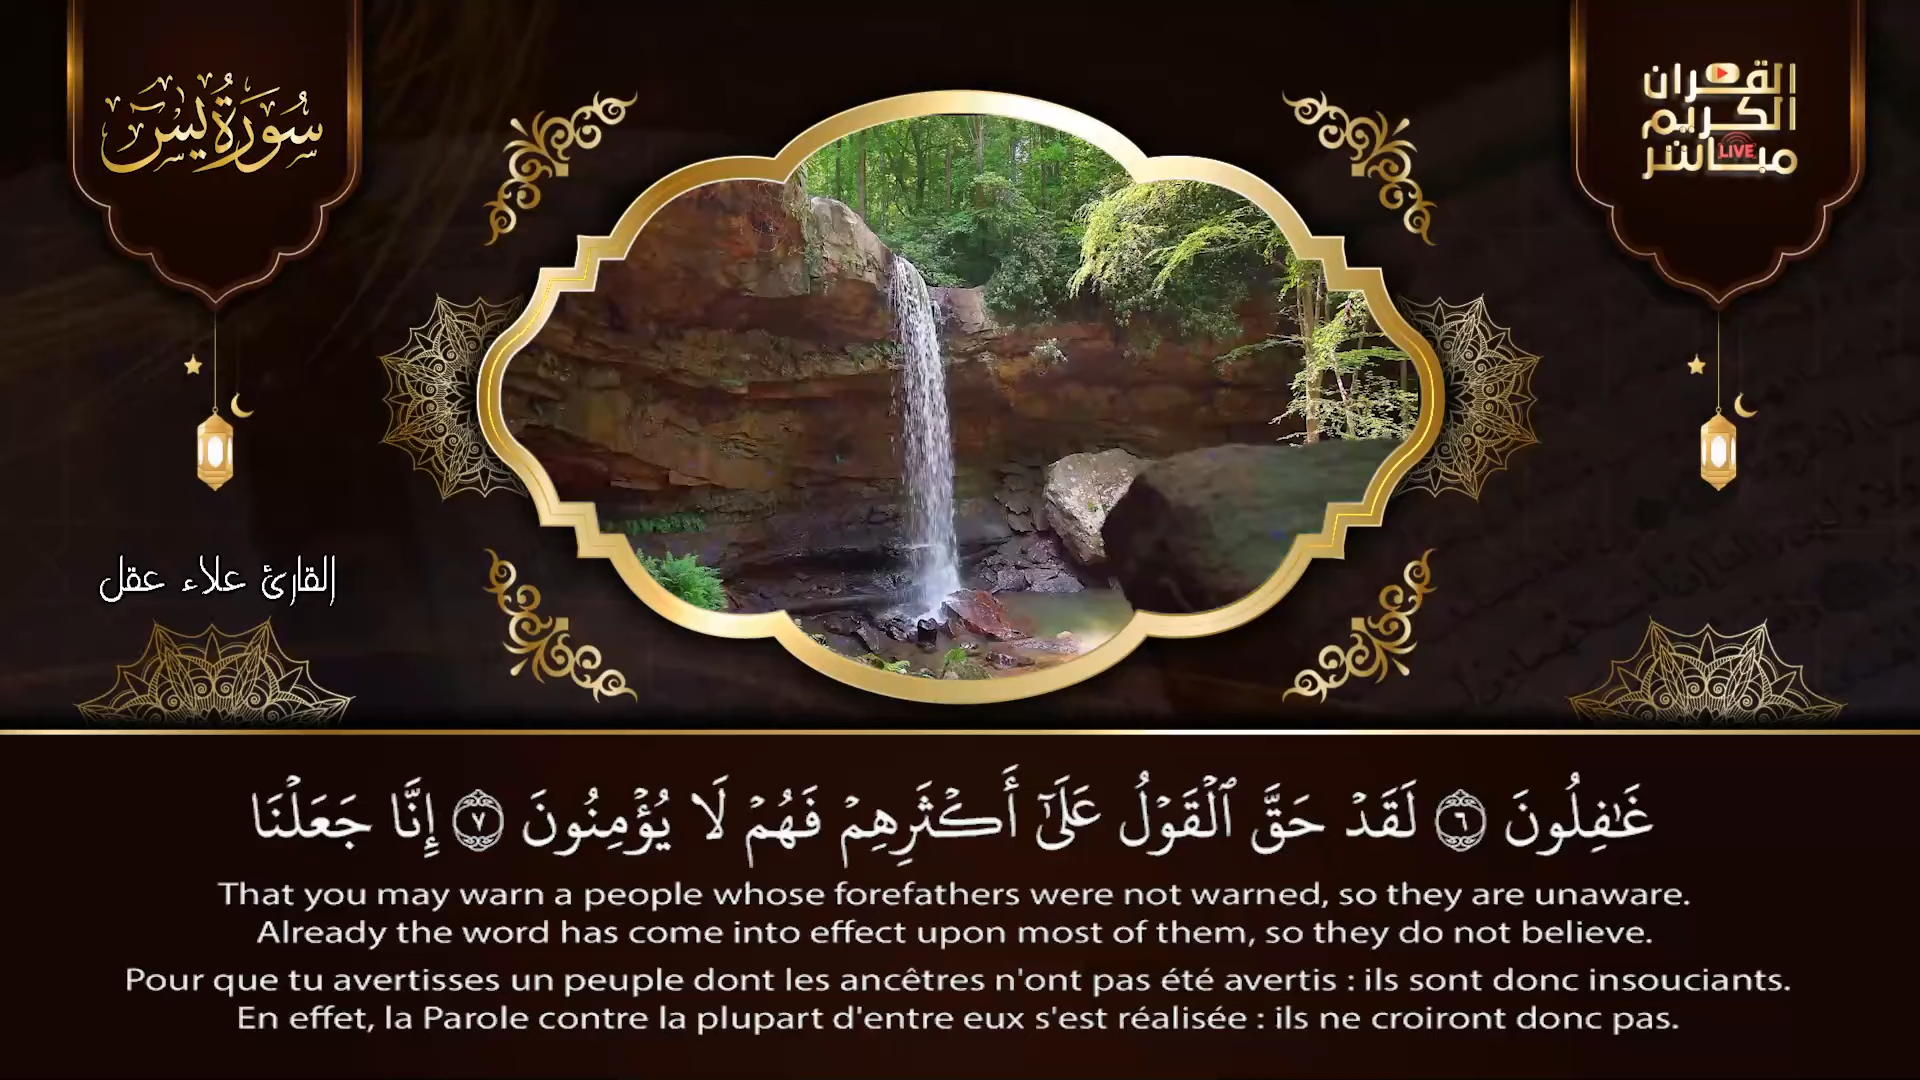 سُورَةُ يسٓ
القران
الكريم
مباشر
LIVE
القارئ علاء عقل
غَٰفِلُونَ ٦ لَقَدۡ حَقَّ ٱلۡقَوۡلُ عَلَىٰٓ أَكۡثَرِهِمۡ فَهُمۡ لَا يُؤۡمِنُونَ ٧ إِنَّا جَعَلۡنَا
That you may warn a people whose forefathers were not warned, so they are unaware.
Already the word has come into effect upon most of them, so they do not believe.
Pour que tu avertisses un peuple dont les ancêtres n'ont pas été avertis : ils sont donc insouciants.
En effet, la Parole contre la plupart d'entre eux s'est réalisée : ils ne croiront donc pas.